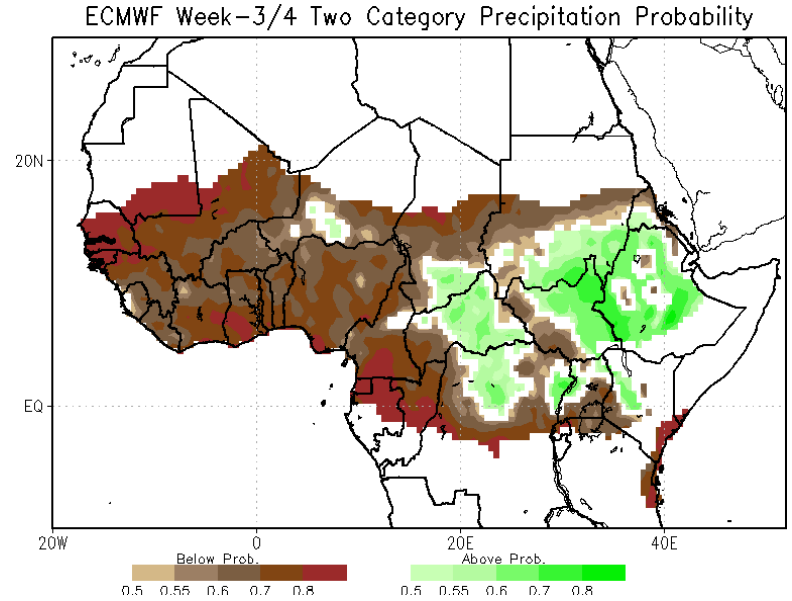 ECMWF Week-3/4 Two Category Precipitation Probability
20N
EQ
20W 0 20E 40E
Below Prob. Above Prob.
0.5 0.55 0.6 0.7 0.8 0.5 0.55 0.6 0.7 0.8